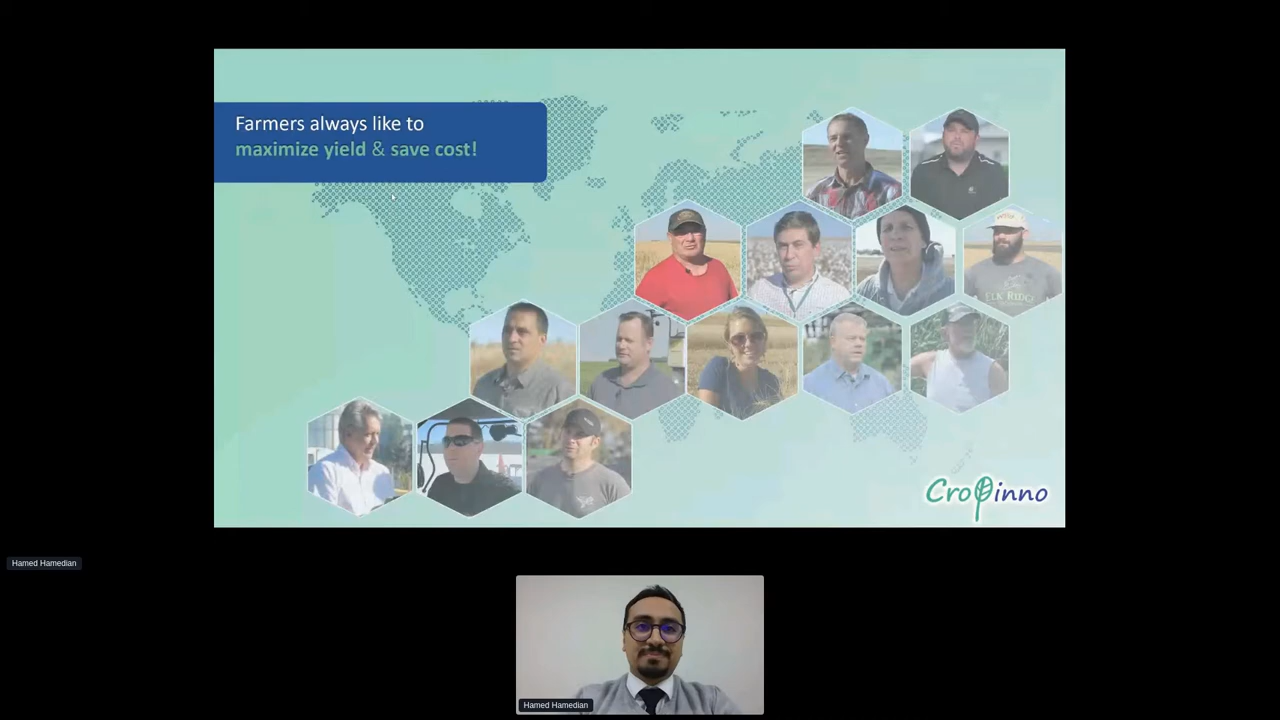 Farmers always like to
maximize yield & save cost!
ELK RIDGE
Cropinno
Hamed Hamedian
Hamed Hamedian